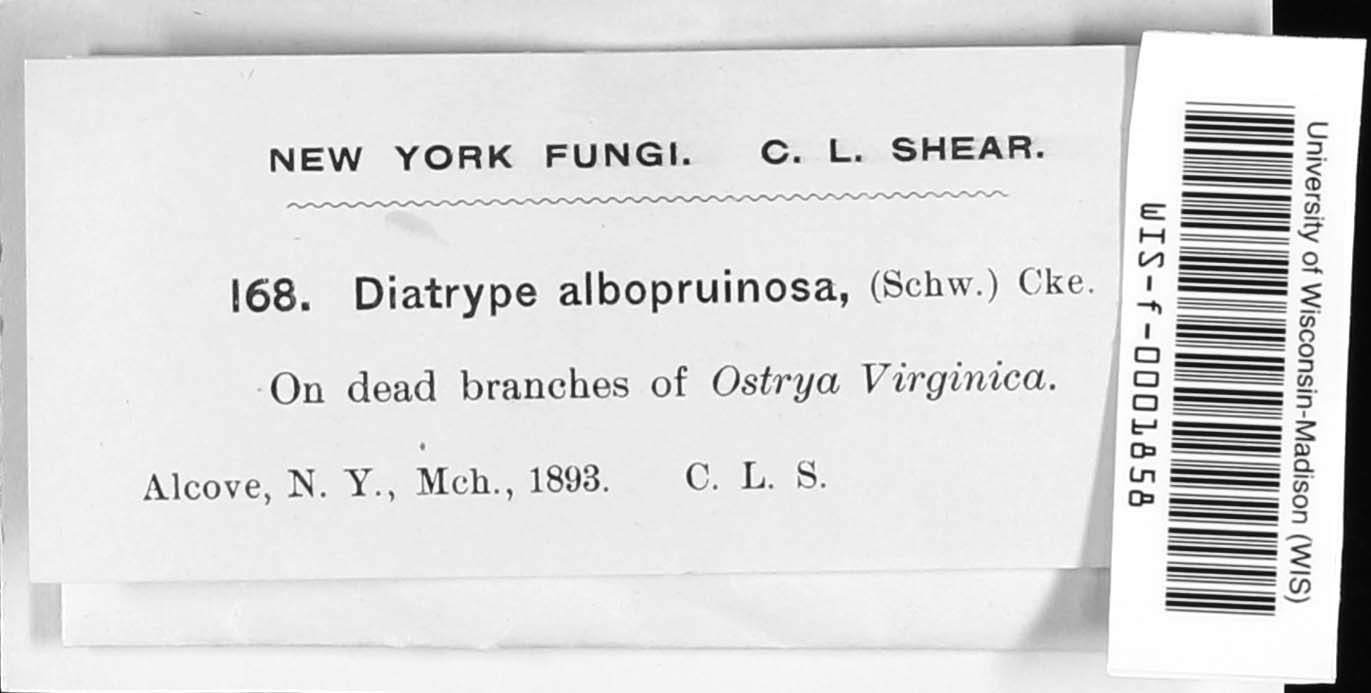 NEW YORK FUNGI. C. L. SHEAR.
168. Diatrype albopruinosa, (Schw.) Cke.
On dead branches of Ostrya Virginica.
Alcove, N. Y., Mch., 1893. C. L. S.
University of Wisconsin-Madison (WIS)
WIS-f-0001858